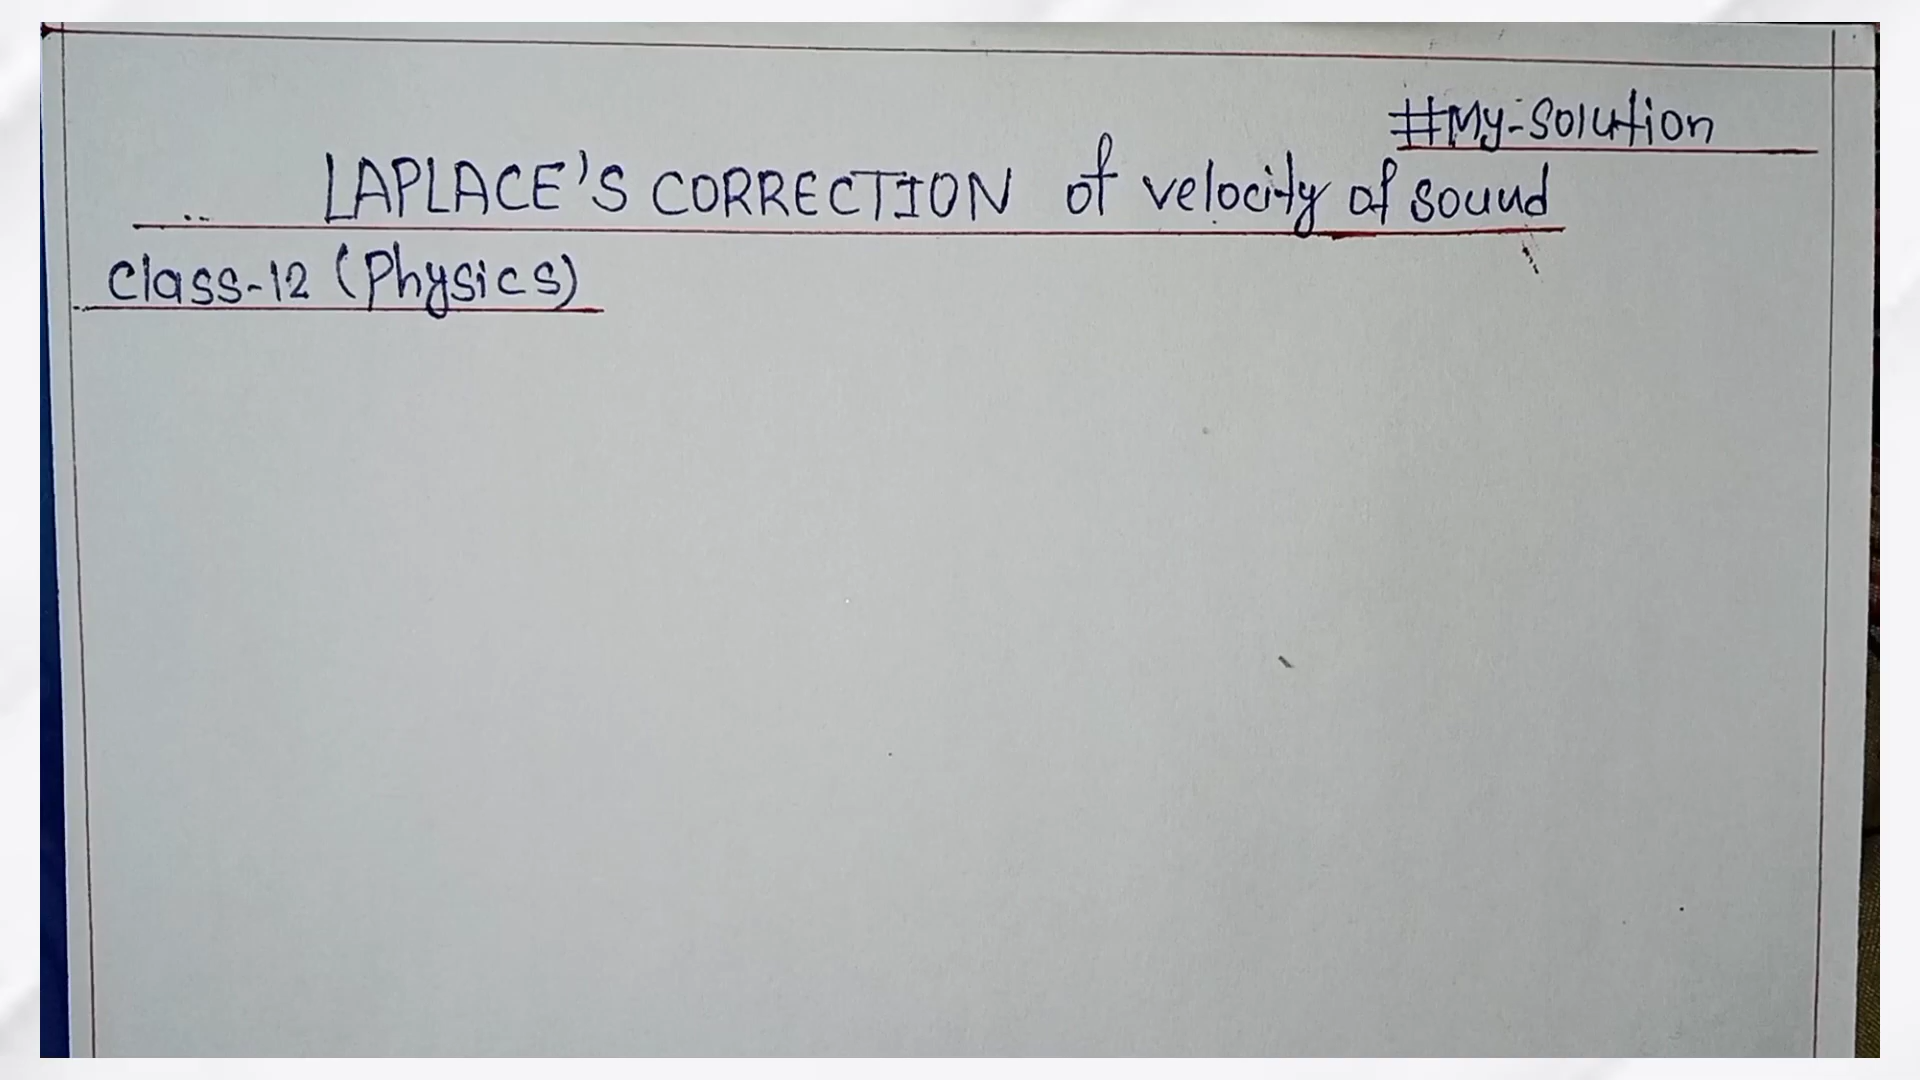 #My-Solution
LAPLACE'S CORRECTION of velocity of sound
Class-12 (Physics)